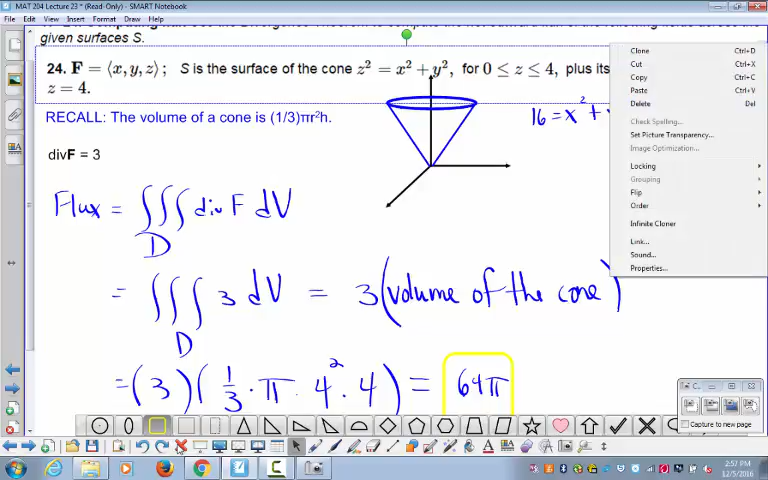 MAT 204 Lecture 23 * (Read-Only) - SMART Notebook
File Edit View Insert Format Tools Draw Help
given surfaces S.
24. F = ⟨x, y, z⟩; S is the surface of the cone z² = x² + y², for 0 ≤ z ≤ 4, plus its
z = 4.
RECALL: The volume of a cone is (1/3)πr²h.
16 = x² +
divF = 3
Flux = ∫∫∫ div F dV
D
= ∫∫∫ 3 dV = 3 (volume of the cone)
D
= (3)(1/3 · π · 4² · 4) = 64π
Clone Ctrl+D
Cut Ctrl+X
Copy Ctrl+C
Paste Ctrl+V
Delete Del
Check Spelling...
Set Picture Transparency...
Image Optimization...
Locking
Grouping
Flip
Order
Infinite Cloner
Link...
Sound...
Properties...
C...
Capture to new page
2:57 PM
12/5/2016